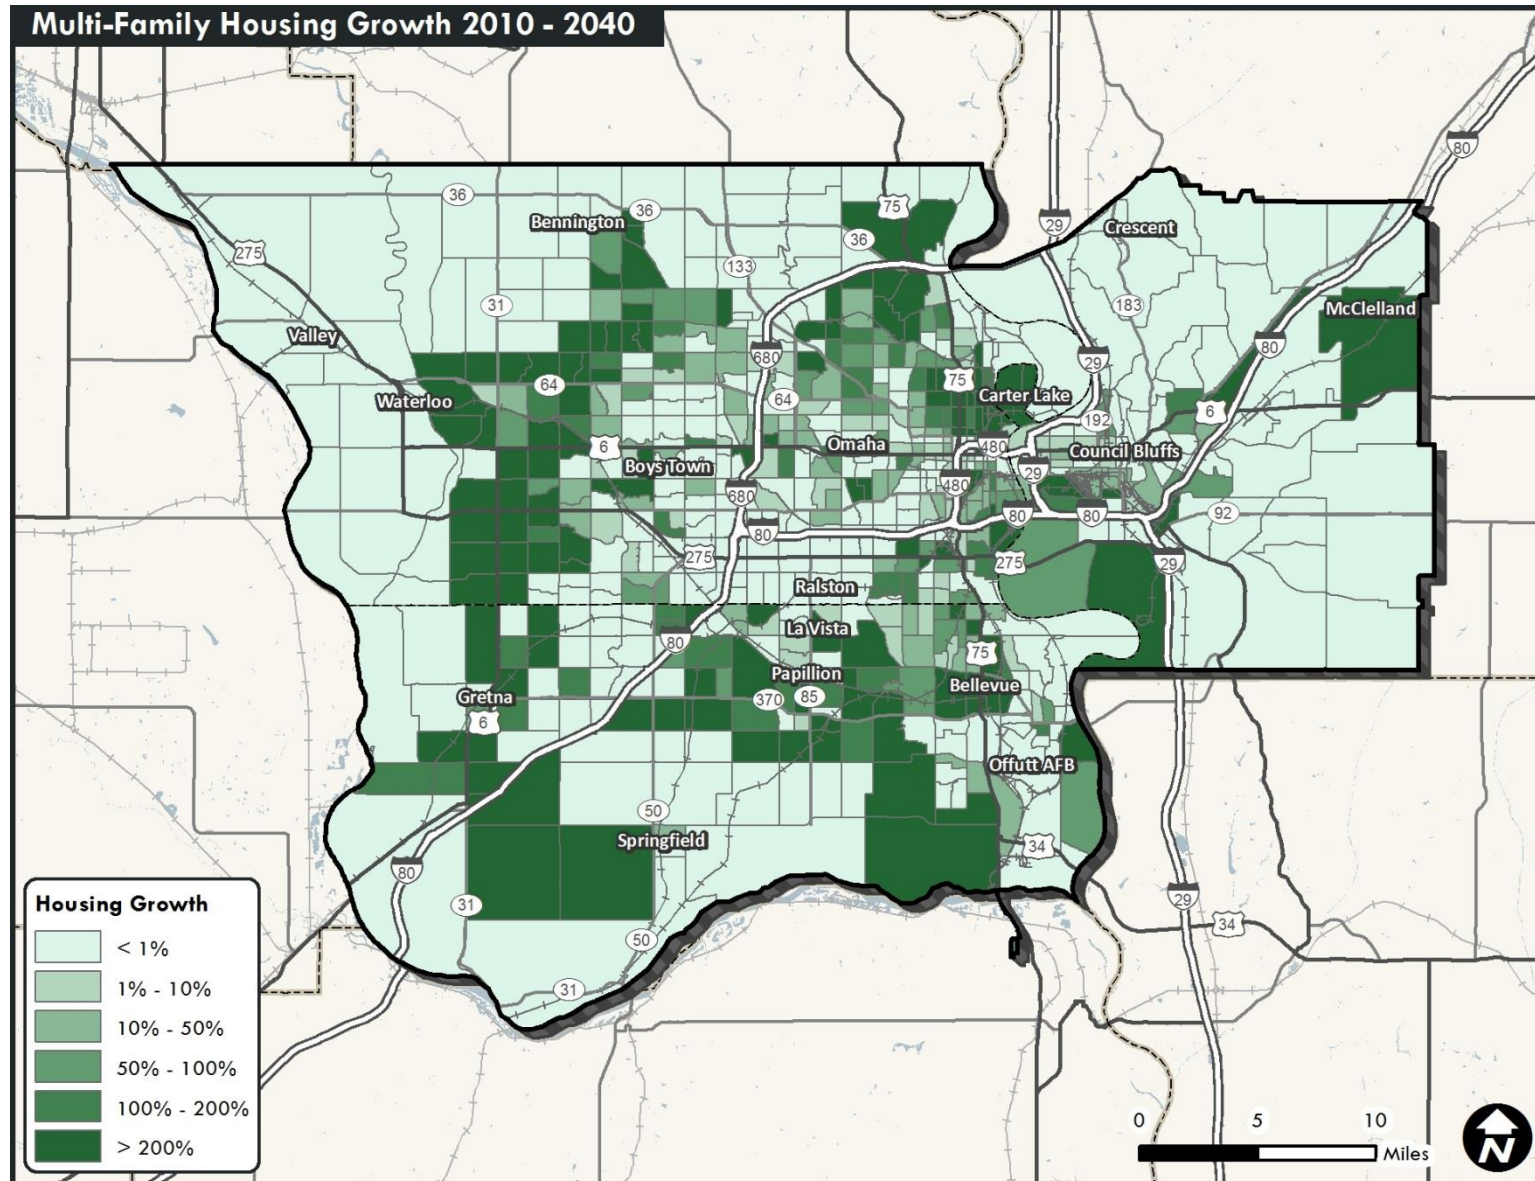 Multi-Family Housing Growth 2010 - 2040
80
36
36
75
Bennington
29
Crescent
275
36
133
31
183
McClelland
Valley
80
680
29
64
75
Carter Lake
6
Waterloo
64
192
6
Omaha
480
Council Bluffs
Boys Town
29
480
680
80
80
92
80
275
275
29
Ralston
La Vista
80
75
Papillion
Bellevue
Gretna
370
85
6
Offutt AFB
50
Springfield
34
80
31
29
34
50
31
Housing Growth
< 1%
1% - 10%
10% - 50%
50% - 100%
100% - 200%
> 200%
0 5 10
Miles
N